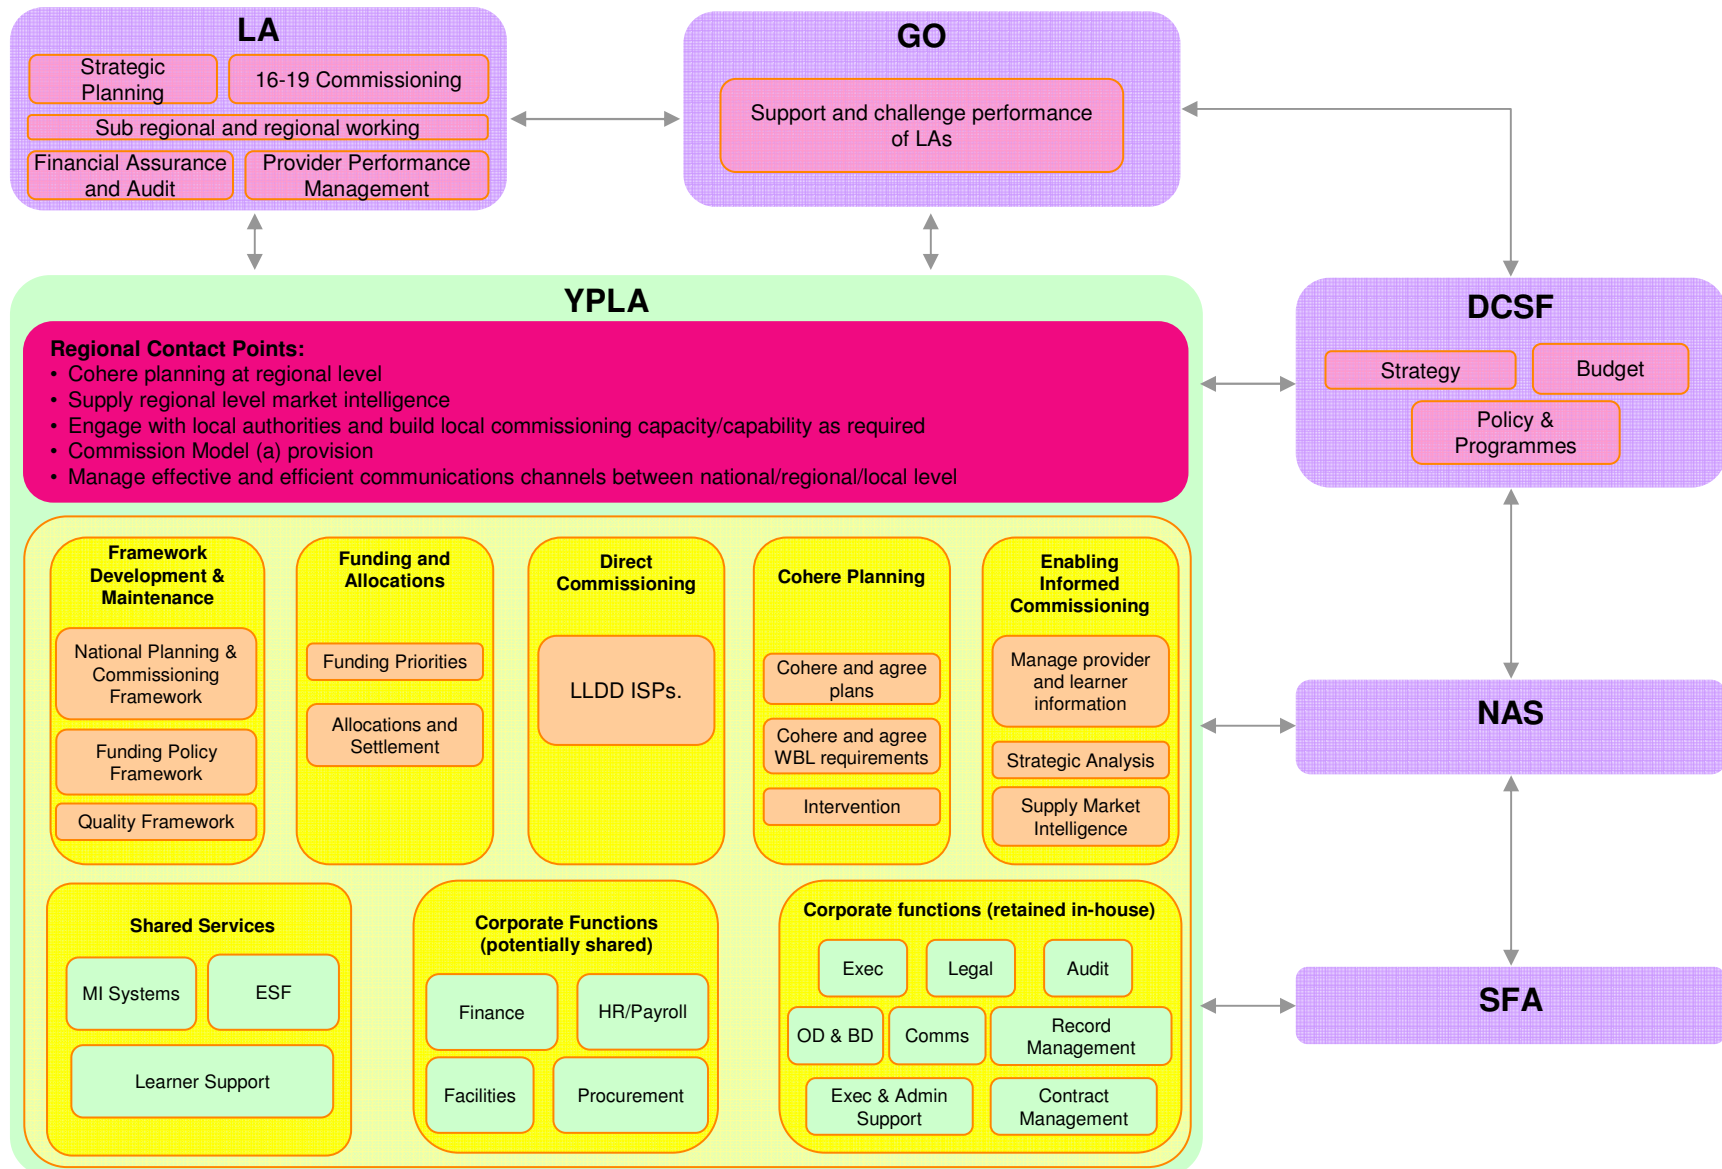 LA
Strategic
Planning
16-19 Commissioning
Sub regional and regional working
Financial Assurance
and Audit
Provider Performance
Management
GO
Support and challenge performance
of LAs
YPLA
Regional Contact Points:
• Cohere planning at regional level
• Supply regional level market intelligence
• Engage with local authorities and build local commissioning capacity/capability as required
• Commission Model (a) provision
• Manage effective and efficient communications channels between national/regional/local level
DCSF
Strategy
Budget
Policy &
Programmes
Framework
Development &
Maintenance
National Planning &
Commissioning
Framework
Funding Policy
Framework
Quality Framework
Funding and
Allocations
Funding Priorities
Allocations and
Settlement
Direct
Commissioning
LLDD ISPs.
Cohere Planning
Cohere and agree
plans
Cohere and agree
WBL requirements
Intervention
Enabling
Informed
Commissioning
Manage provider
and learner
information
Strategic Analysis
Supply Market
Intelligence
NAS
Shared Services
MI Systems
ESF
Learner Support
Corporate Functions
(potentially shared)
Finance
HR/Payroll
Facilities
Procurement
Corporate functions (retained in-house)
Exec
Legal
Audit
OD & BD
Comms
Record
Management
Exec & Admin
Support
Contract
Management
SFA